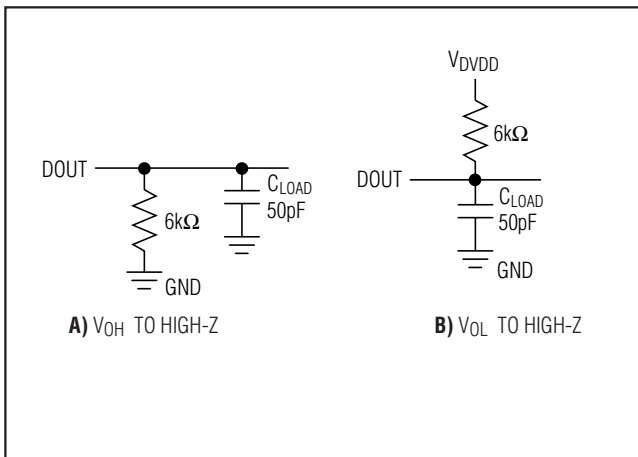 DOUT
6kΩ
GND
CLOAD
50pF
A) VOH TO HIGH-Z
VDVDD
6kΩ
DOUT
CLOAD
50pF
GND
B) VOL TO HIGH-Z